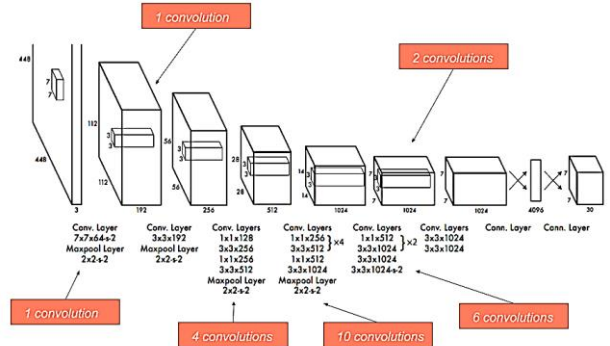 1 convolution
2 convolutions
448
448
7
7
3
112
112
3
3
192
56
56
3
3
256
28
28
3
3
512
14
14
3
3
1024
7
7
3
3
1024
7
7
1024
4096
7
7
30
Conv. Layer
7x7x64-s-2
Maxpool Layer
2x2-s-2
Conv. Layer
3x3x192
Maxpool Layer
2x2-s-2
Conv. Layers
1x1x128
3x3x256
1x1x256
3x3x512
Maxpool Layer
2x2-s-2
Conv. Layers
1x1x256
3x3x512 }×4
1x1x512
3x3x1024
Maxpool Layer
2x2-s-2
Conv. Layers
1x1x512
3x3x1024 }×2
3x3x1024
3x3x1024-s-2
Conv. Layers
3x3x1024
3x3x1024
Conn. Layer
Conn. Layer
1 convolution
4 convolutions
10 convolutions
6 convolutions